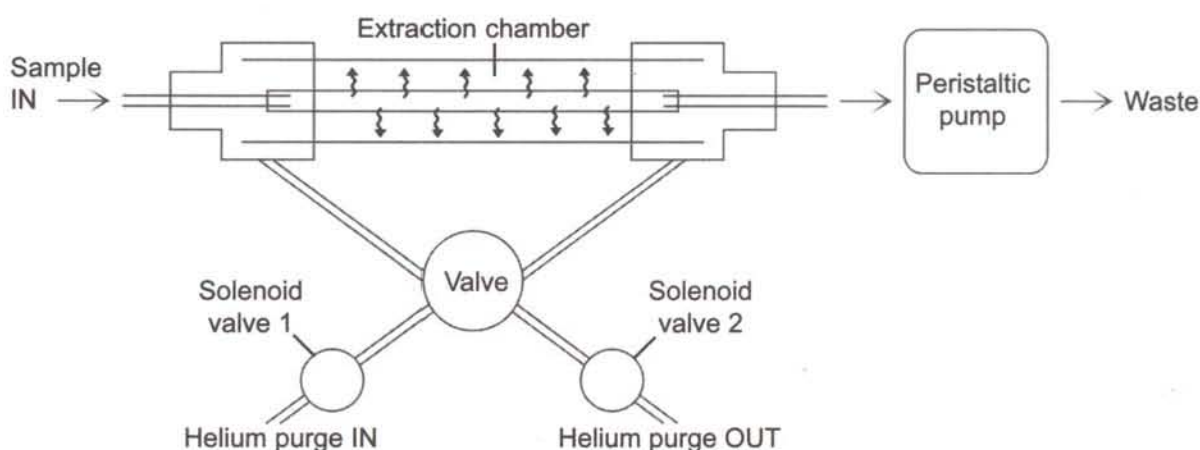 Extraction chamber
Sample
IN
Peristaltic
pump
Waste
Valve
Solenoid
valve 1
Solenoid
valve 2
Helium purge IN
Helium purge OUT